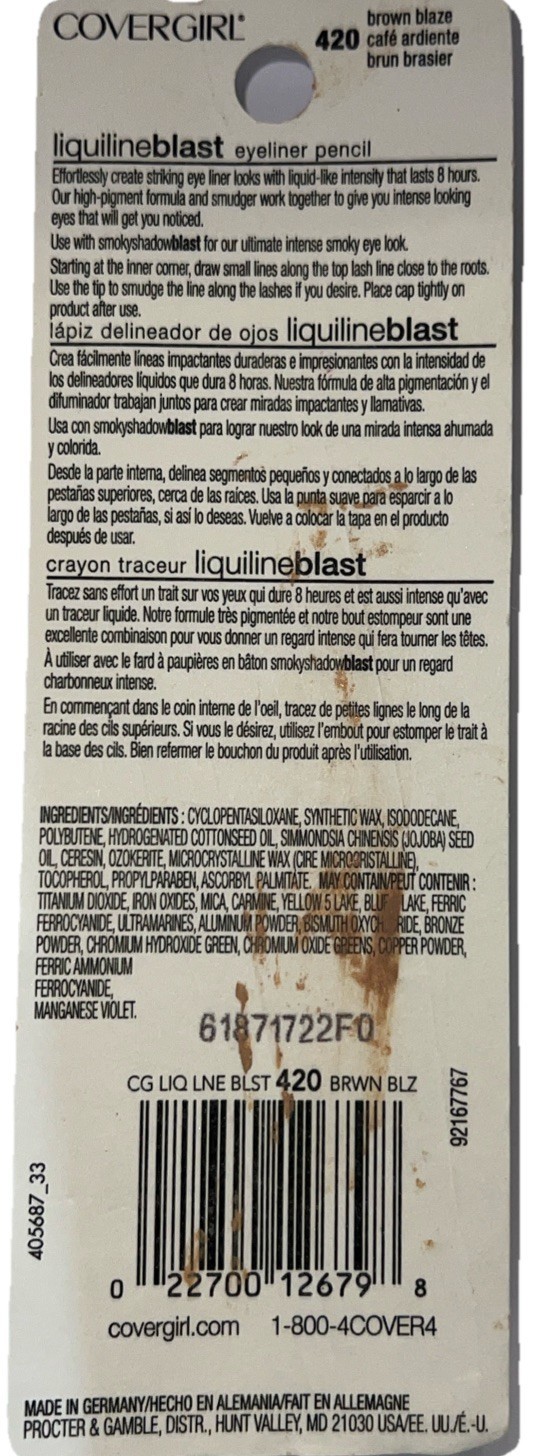 COVERGIRL®
brown blaze
420 café ardiente
brun brasier
liquilineblast eyeliner pencil
Effortlessly create striking eye liner looks with liquid-like intensity that lasts 8 hours.
Our high-pigment formula and smudger work together to give you intense looking
eyes that will get you noticed.
Use with smokyshadowblast for our ultimate intense smoky eye look.
Starting at the inner corner, draw small lines along the top lash line close to the roots.
Use the tip to smudge the line along the lashes if you desire. Place cap tightly on
product after use.
lápiz delineador de ojos liquilineblast
Crea fácilmente líneas impactantes duraderas e impresionantes con la intensidad de
los delineadores líquidos que dura 8 horas. Nuestra fórmula de alta pigmentación y el
difuminador trabajan juntos para crear miradas impactantes y llamativas.
Usa con smokyshadowblast para lograr nuestro look de una mirada intensa ahumada
y colorida.
Desde la parte interna, delinea segmentos pequeños y conectados a lo largo de las
pestañas superiores, cerca de las raíces. Usa la punta suave para esparcir a lo
largo de las pestañas, si así lo deseas. Vuelve a colocar la tapa en el producto
después de usar.
crayon traceur liquilineblast
Tracez sans effort un trait sur vos yeux qui dure 8 heures et est aussi intense qu'avec
un traceur liquide. Notre formule très pigmentée et notre bout estompeur sont une
excellente combinaison pour vous donner un regard intense qui fera tourner les têtes.
À utiliser avec le fard à paupières en bâton smokyshadowblast pour un regard
charbonneux intense.
En commençant dans le coin interne de l'oeil, tracez de petites lignes le long de la
racine des cils supérieurs. Si vous le désirez, utilisez l'embout pour estomper le trait à
la base des cils. Bien refermer le bouchon du produit après l'utilisation.
INGREDIENTS/INGRÉDIENTS : CYCLOPENTASILOXANE, SYNTHETIC WAX, ISODODECANE,
POLYBUTENE, HYDROGENATED COTTONSEED OIL, SIMMONDSIA CHINENSIS (JOJOBA) SEED
OIL, CERESIN, OZOKERITE, MICROCRYSTALLINE WAX (CIRE MICROCRISTALLINE),
TOCOPHEROL, PROPYLPARABEN, ASCORBYL PALMITATE. MAY CONTAIN/PEUT CONTENIR :
TITANIUM DIOXIDE, IRON OXIDES, MICA, CARMINE, YELLOW 5 LAKE, BLUE LAKE, FERRIC
FERROCYANIDE, ULTRAMARINES, ALUMINUM POWDER, BISMUTH BRONZE
POWDER, CHROMIUM HYDROXIDE GREEN, CHROMIUM OXIDE GREENS, COPPER POWDER,
FERRIC AMMONIUM
FERROCYANIDE,
MANGANESE VIOLET.
61871722F0
CG LIQ LNE BLST 420 BRWN BLZ
92167767
405687_33
0 22700 12679 8
covergirl.com 1-800-4COVER4
MADE IN GERMANY/HECHO EN ALEMANIA/FAIT EN ALLEMAGNE
PROCTER & GAMBLE, DISTR., HUNT VALLEY, MD 21030 USA/EE. UU./É.-U.